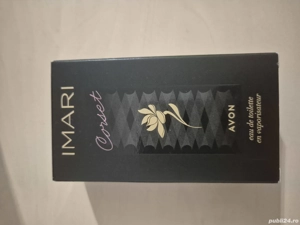 IMARI
Corset
eau de toilette
en vaporisateur
AVON
publi24.ro